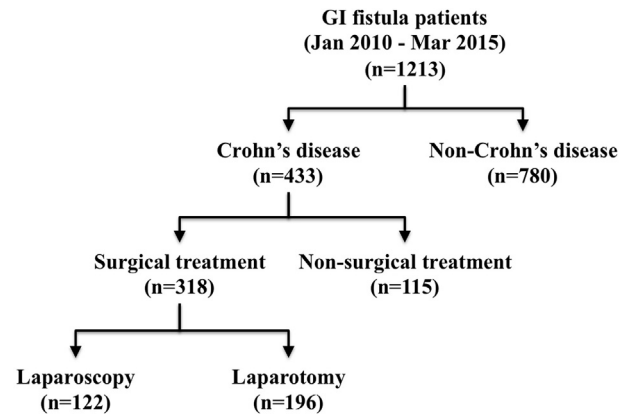 GI fistula patients
(Jan 2010 - Mar 2015)
(n=1213)
Crohn’s disease
(n=433)
Non-Crohn’s disease
(n=780)
Surgical treatment
(n=318)
Non-surgical treatment
(n=115)
Laparoscopy
(n=122)
Laparotomy
(n=196)